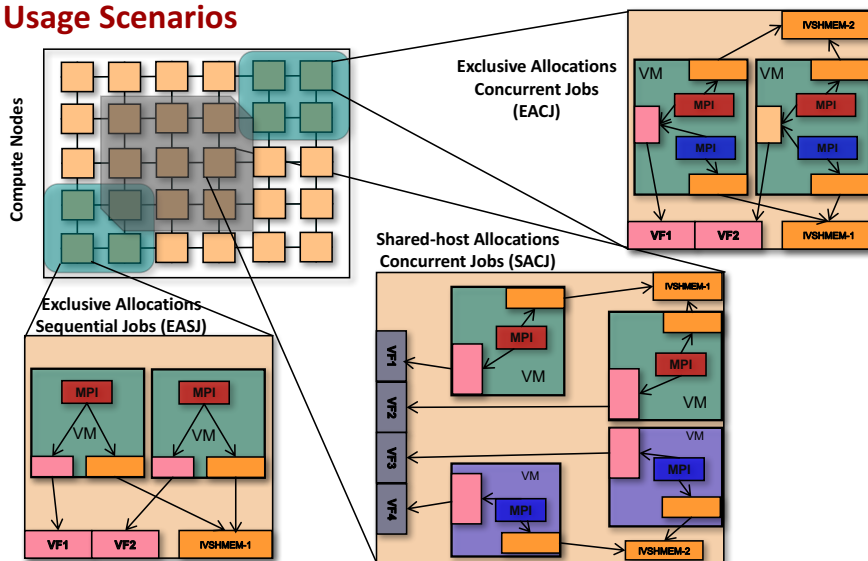 Usage Scenarios
Compute Nodes
Exclusive Allocations
Concurrent Jobs
(EACJ)
IVSHMEM-2
VM
VM
MPI
MPI
MPI
MPI
VF1
VF2
IVSHMEM-1
Shared-host Allocations
Concurrent Jobs (SACJ)
IVSHMEM-1
VF1
VF2
VF3
VF4
MPI
VM
MPI
VM
VM
MPI
VM
MPI
IVSHMEM-2
Exclusive Allocations
Sequential Jobs (EASJ)
MPI
MPI
VM
VM
VF1
VF2
IVSHMEM-1